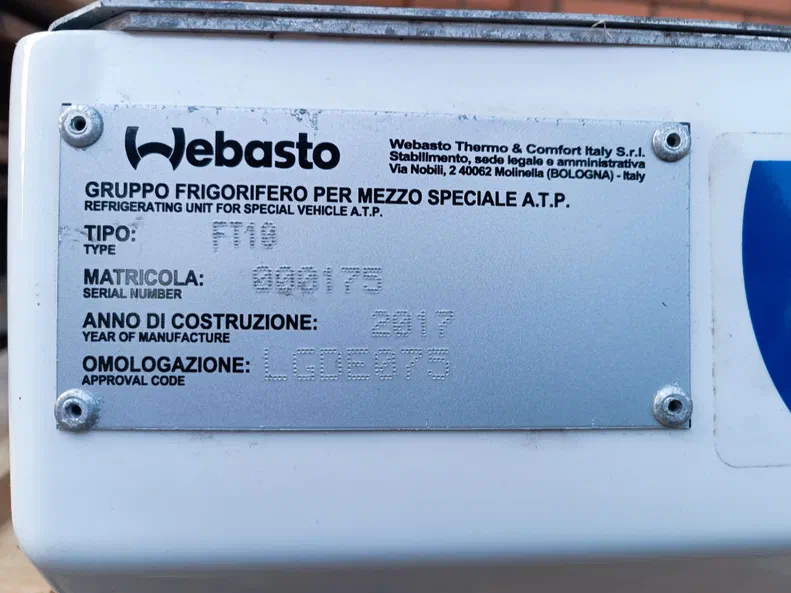 Webasto
Webasto Thermo & Comfort Italy S.r.l.
Stabilimento, sede legale e amministrativa
Via Nobili, 2 40062 Molinella (BOLOGNA) - Italy
GRUPPO FRIGORIFERO PER MEZZO SPECIALE A.T.P.
REFRIGERATING UNIT FOR SPECIAL VEHICLE A.T.P.
TIPO: FT10
TYPE
MATRICOLA: 000175
SERIAL NUMBER
ANNO DI COSTRUZIONE: 2017
YEAR OF MANUFACTURE
OMOLOGAZIONE: LGDE075
APPROVAL CODE